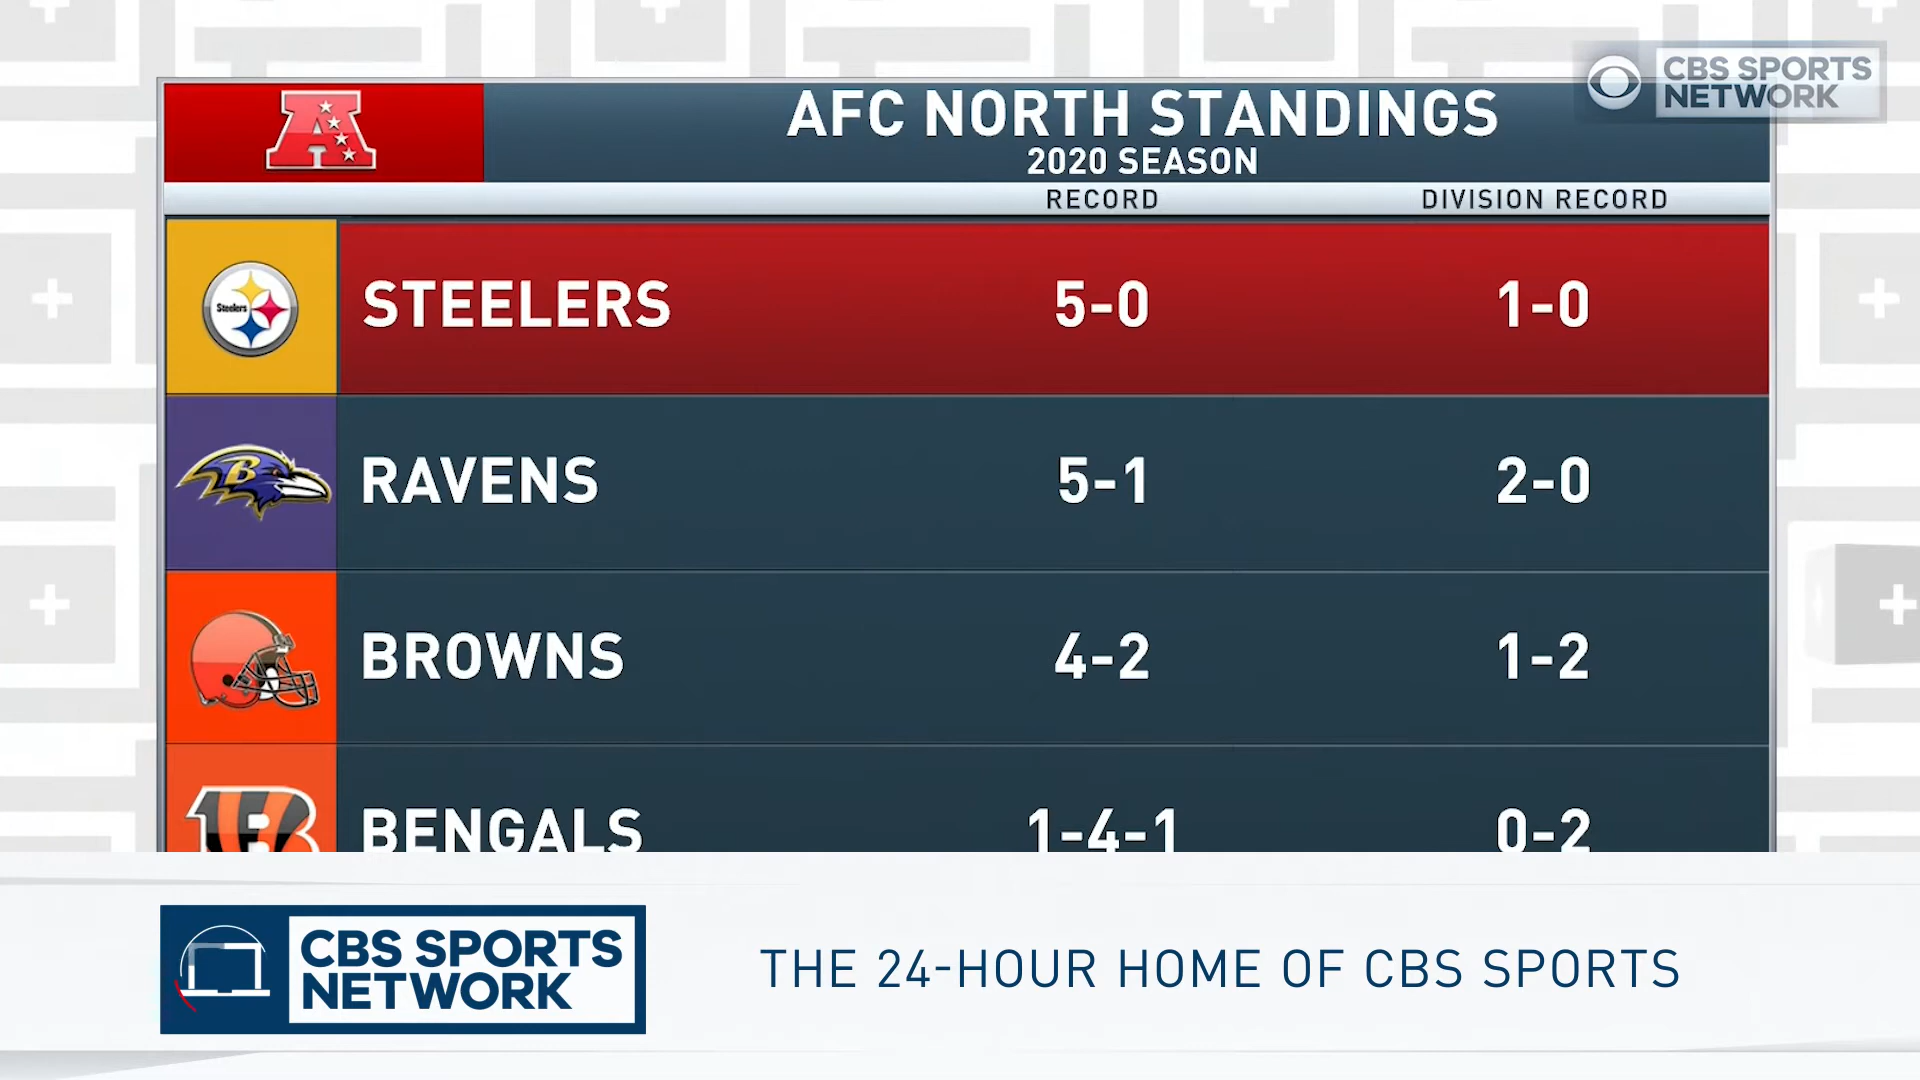 CBS SPORTS
NETWORK
AFC NORTH STANDINGS
2020 SEASON
RECORD DIVISION RECORD
Steelers
STEELERS 5-0 1-0
B
RAVENS 5-1 2-0
BROWNS 4-2 1-2
B
BENGALS 1-4-1 0-2
CBS SPORTS
NETWORK
THE 24-HOUR HOME OF CBS SPORTS